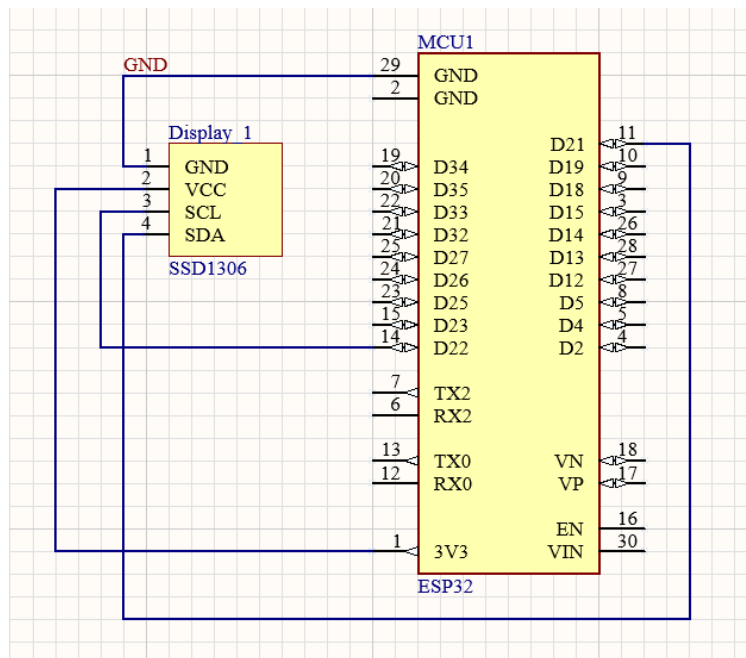 MCU1
GND
29 GND
2 GND
Display_1
1 GND
2 VCC
3 SCL
4 SDA
SSD1306
D21 11
19 D34 D19 10
20 D35 D18 9
22 D33 D15 3
21 D32 D14 26
25 D27 D13 28
24 D26 D12 27
23 D25 D5 8
15 D23 D4 5
14 D22 D2 4
7 TX2
6 RX2
13 TX0 VN 18
12 RX0 VP 17
EN 16
1 3V3 VIN 30
ESP32